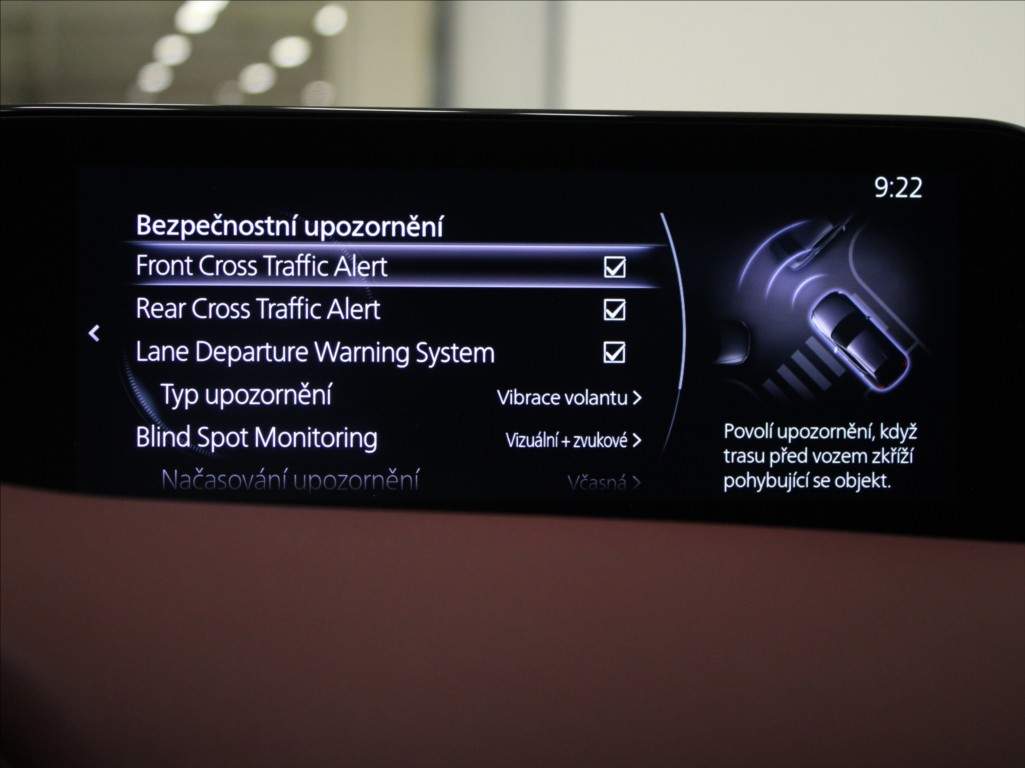 9:22
Bezpečnostní upozornění
Front Cross Traffic Alert
Rear Cross Traffic Alert
Lane Departure Warning System
Typ upozornění Vibrace volantu >
Blind Spot Monitoring Vizuální + zvukové >
Načasování upozornění Včasná >
Povolí upozornění, když
trasu před vozem zkříží
pohybující se objekt.